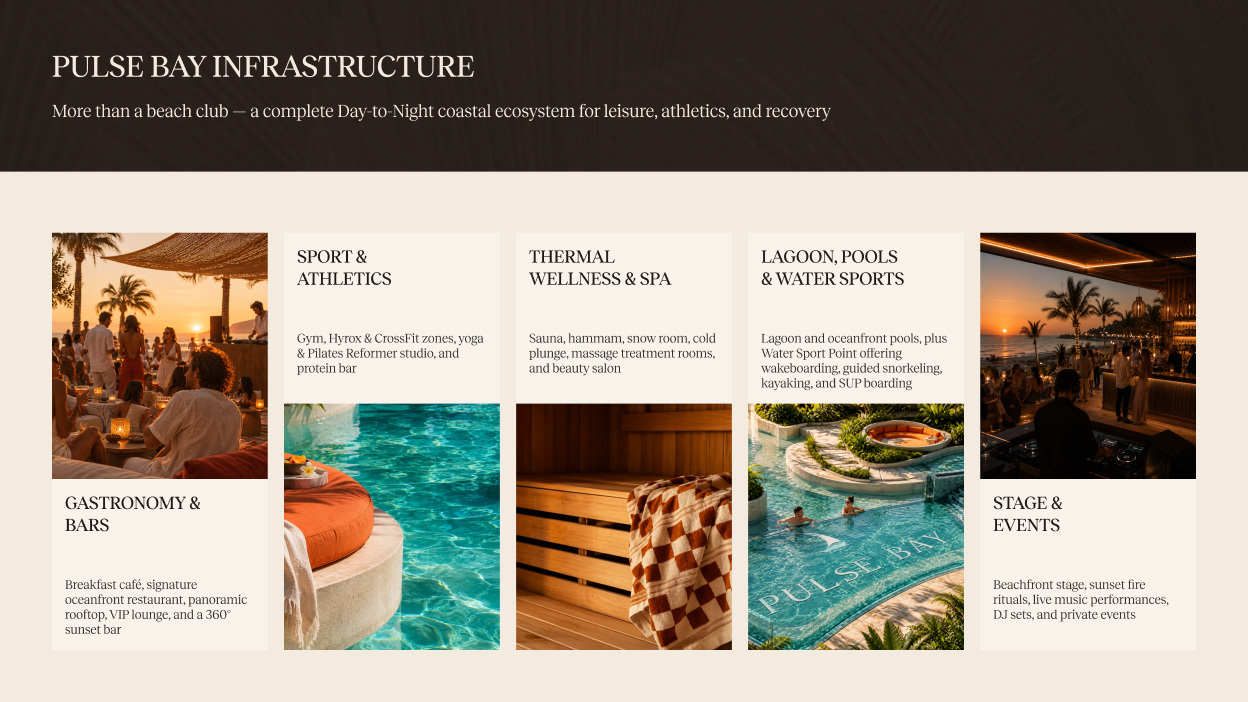 PULSE BAY INFRASTRUCTURE
More than a beach club — a complete Day-to-Night coastal ecosystem for leisure, athletics, and recovery
GASTRONOMY &
BARS
Breakfast café, signature
oceanfront restaurant, panoramic
rooftop, VIP lounge, and a 360°
sunset bar
SPORT &
ATHLETICS
Gym, Hyrox & CrossFit zones, yoga
& Pilates Reformer studio, and
protein bar
THERMAL
WELLNESS & SPA
Sauna, hammam, snow room, cold
plunge, massage treatment rooms,
and beauty salon
LAGOON, POOLS
& WATER SPORTS
Lagoon and oceanfront pools, plus
Water Sport Point offering
wakeboarding, guided snorkeling,
kayaking, and SUP boarding
PULSE BAY
STAGE &
EVENTS
Beachfront stage, sunset fire
rituals, live music performances,
DJ sets, and private events